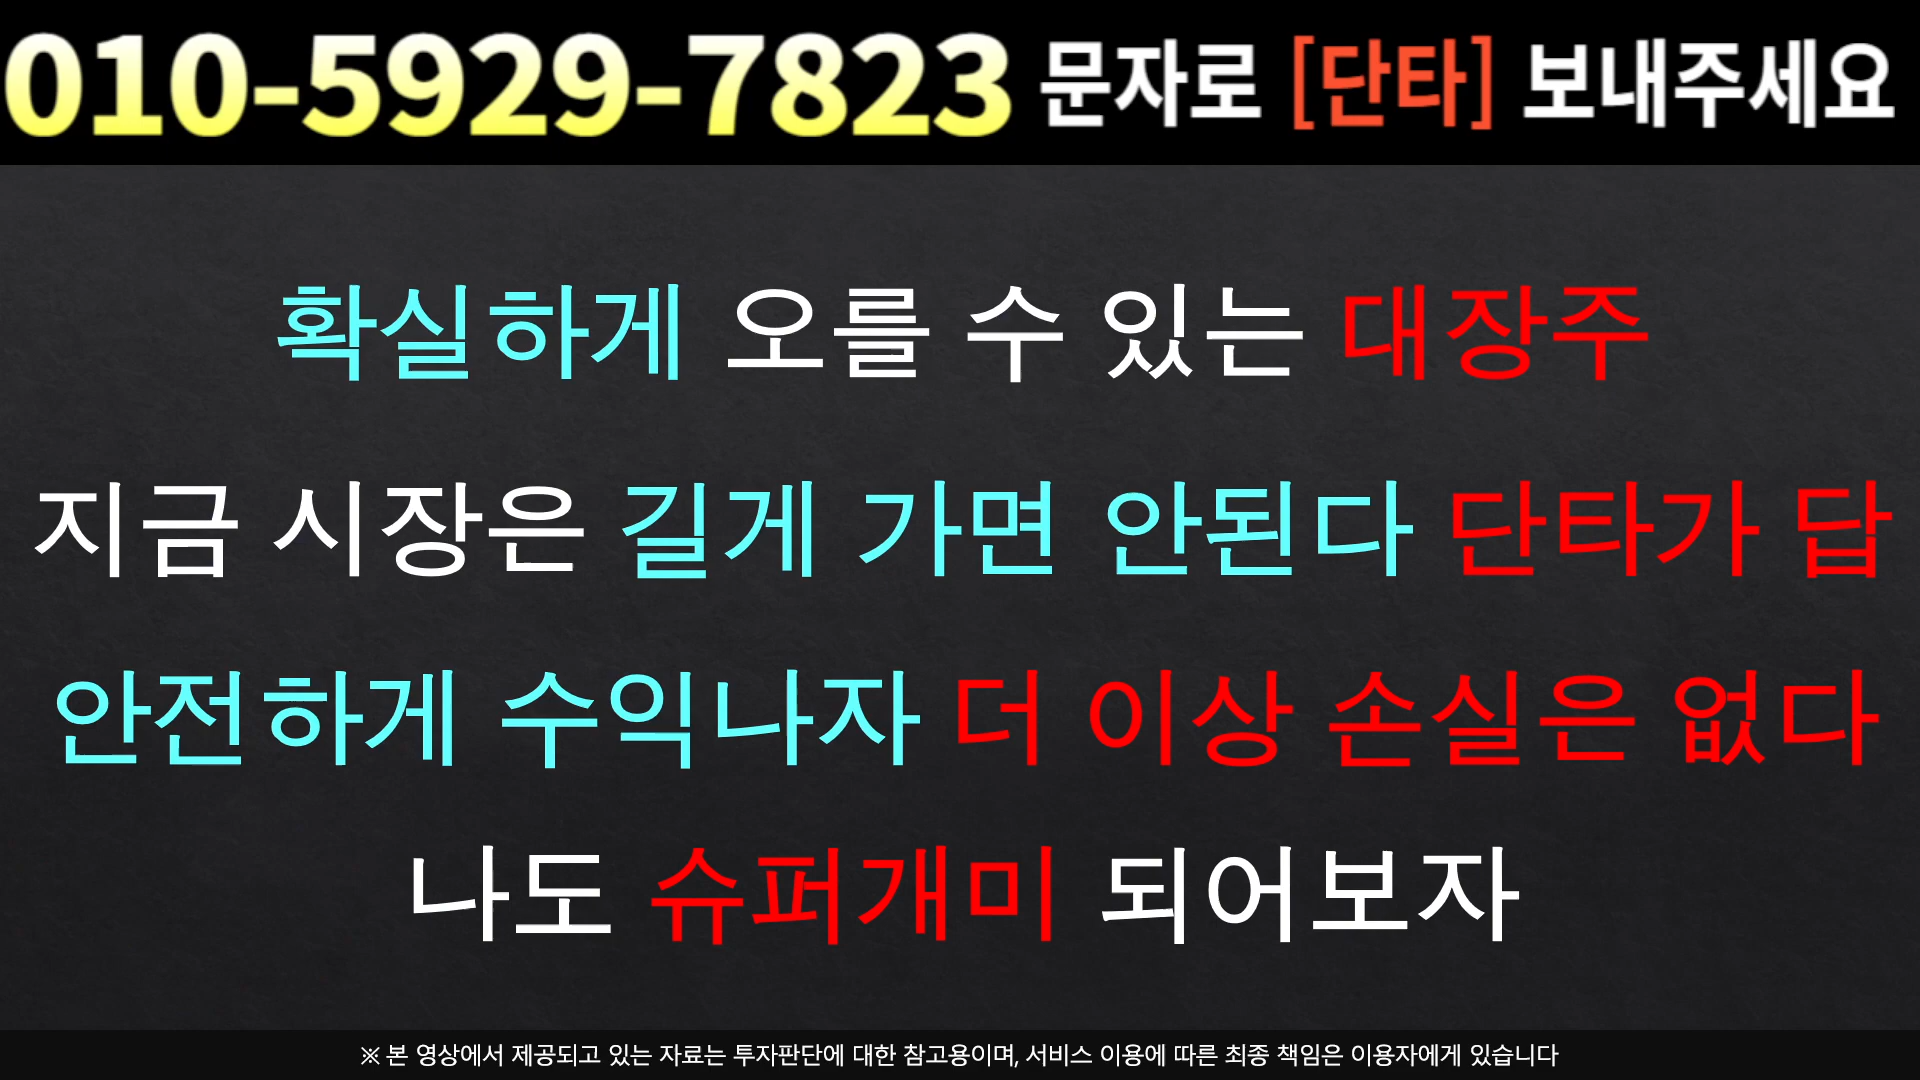 010-5929-7823 문자로 [단타] 보내주세요
확실하게 오를 수 있는 대장주
지금 시장은 길게 가면 안된다 단타가 답
안전하게 수익나자 더 이상 손실은 없다
나도 슈퍼개미 되어보자
※ 본 영상에서 제공되고 있는 자료는 투자판단에 대한 참고용이며, 서비스 이용에 따른 최종 책임은 이용자에게 있습니다